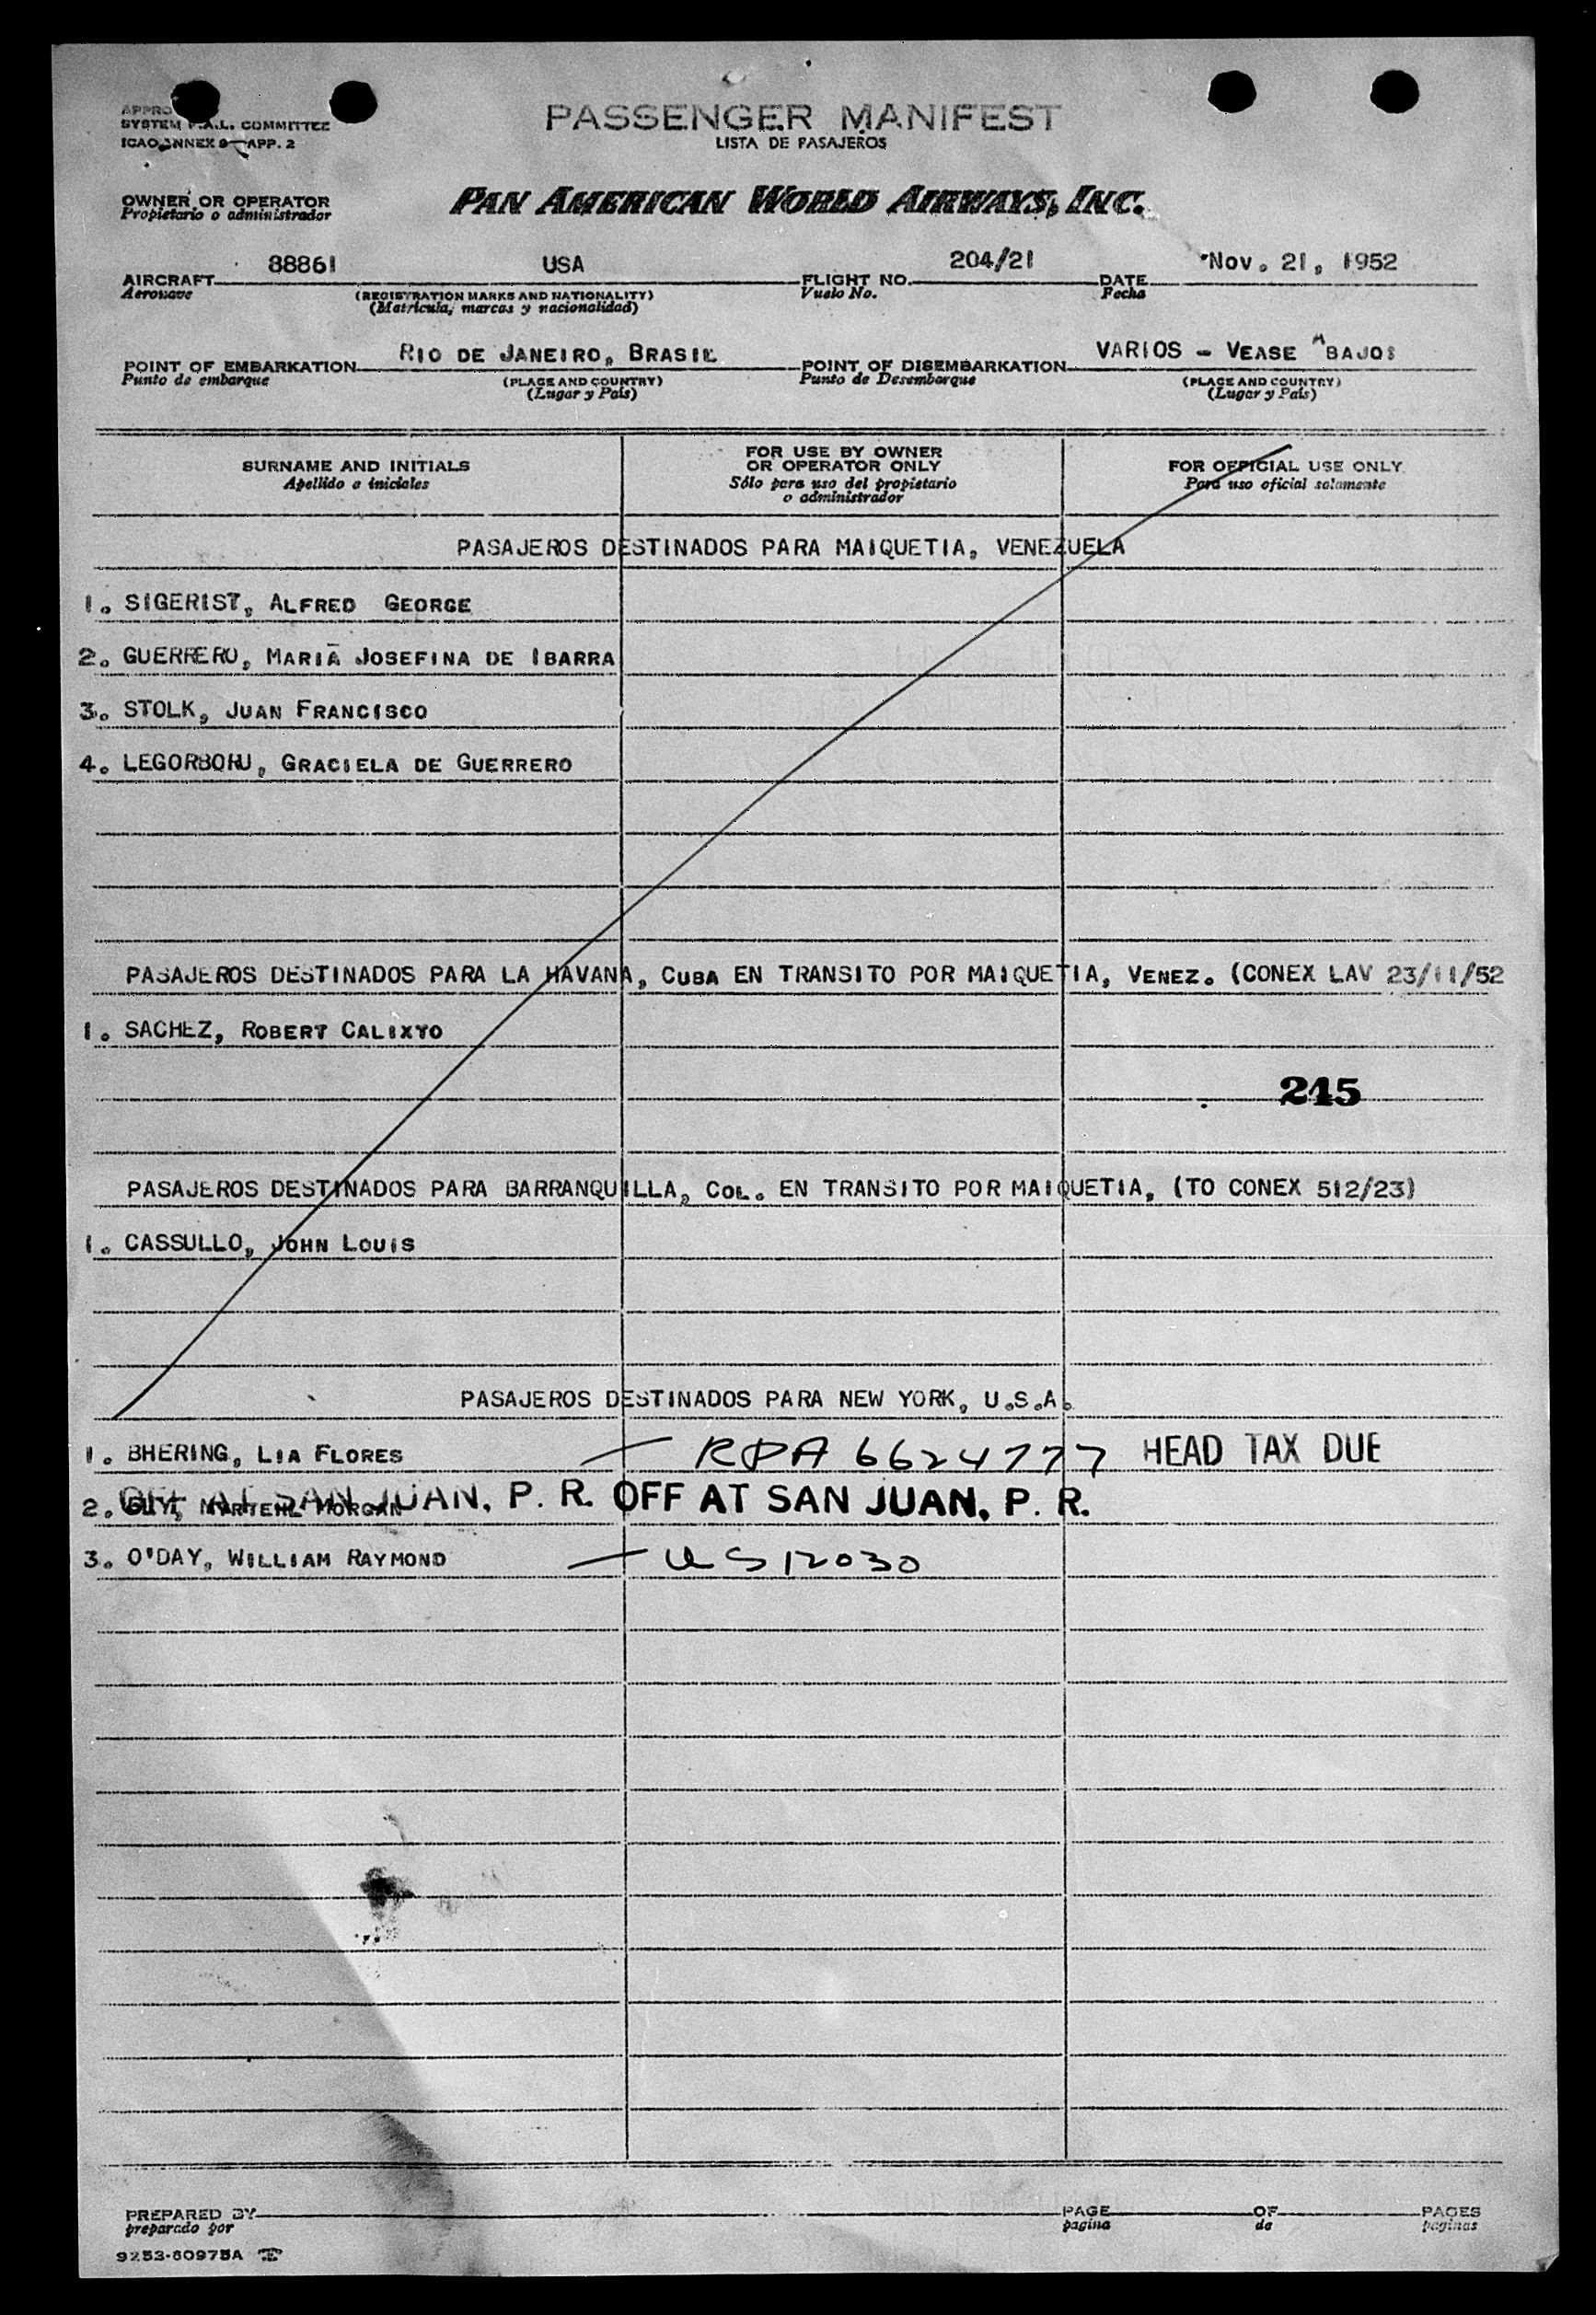 SYSTEM F.A.L. COMMITTEE
ICAO ANNEX 9—APP. 2
PASSENGER MANIFEST
LISTA DE PASAJEROS
OWNER OR OPERATOR
Propietario o administrador
PAN AMERICAN WORLD AIRWAYS, INC.
AIRCRAFT 88861 USA FLIGHT NO. 204/21 DATE Nov. 21, 1952
Aeronave (REGISTRATION MARKS AND NATIONALITY) Vuelo No. Fecha
(Matrícula, marcas y nacionalidad)
POINT OF EMBARKATION RIO DE JANEIRO, BRASIL POINT OF DISEMBARKATION VARIOS - VEASE ABAJO:
Punto de embarque (PLACE AND COUNTRY) Punto de Desembarque (PLACE AND COUNTRY)
(Lugar y País) (Lugar y País)
SURNAME AND INITIALS
Apellido e iniciales
FOR USE BY OWNER
OR OPERATOR ONLY
Sólo para uso del propietario
o administrador
FOR OFFICIAL USE ONLY
Para uso oficial solamente
PASAJEROS DESTINADOS PARA MAIQUETIA, VENEZUELA
1. SIGERIST, ALFRED GEORGE
2. GUERRERO, MARIA JOSEFINA DE IBARRA
3. STOLK, JUAN FRANCISCO
4. LEGORBORU, GRACIELA DE GUERRERO
PASAJEROS DESTINADOS PARA LA HAVANA, CUBA EN TRANSITO POR MAIQUETIA, VENEZ. (CONEX LAV 23/11/52
1. SACHEZ, ROBERT CALIXTO
245
PASAJEROS DESTINADOS PARA BARRANQUILLA, COL. EN TRANSITO POR MAIQUETIA, (TO CONEX 512/23)
1. CASSULLO, JOHN LOUIS
PASAJEROS DESTINADOS PARA NEW YORK, U.S.A.
1. BHERING, LIA FLORES — RPA 6624777 HEAD TAX DUE
2. MORGAN OFF AT SAN JUAN, P. R. OFF AT SAN JUAN, P. R.
3. O'DAY, WILLIAM RAYMOND — US 12030
PREPARED BY PAGE OF PAGES
preparado por pagina de paginas
9253-60975A